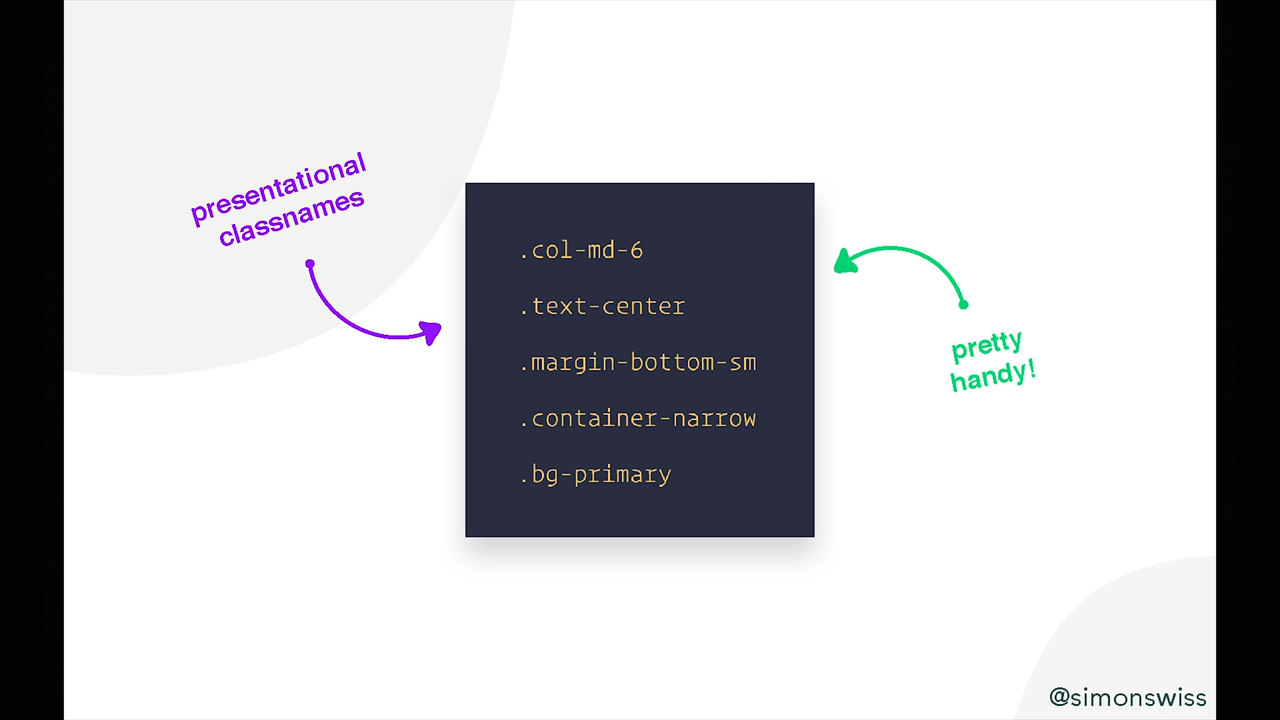 presentational
classnames
.col-md-6
.text-center
.margin-bottom-sm
.container-narrow
.bg-primary
pretty
handy!
@simonswiss